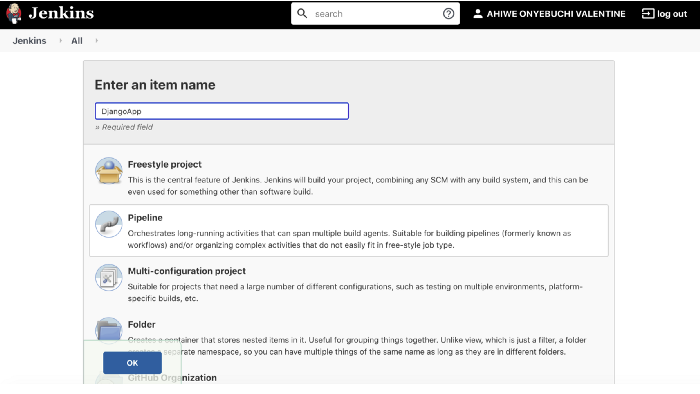 Jenkins
search
AHIWE ONYEBUCHI VALENTINE
log out
Jenkins
All
Enter an item name
DjangoApp
» Required field
Freestyle project
This is the central feature of Jenkins. Jenkins will build your project, combining any SCM with any build system, and this can be
even used for something other than software build.
Pipeline
Orchestrates long-running activities that can span multiple build agents. Suitable for building pipelines (formerly known as
workflows) and/or organizing complex activities that do not easily fit in free-style job type.
Multi-configuration project
Suitable for projects that need a large number of different configurations, such as testing on multiple environments, platform-
specific builds, etc.
Folder
Creates a container that stores nested items in it. Useful for grouping things together. Unlike view, which is just a filter, a folder
separate namespace, so you can have multiple things of the same name as long as they are in different folders.
OK
GitHub Organization